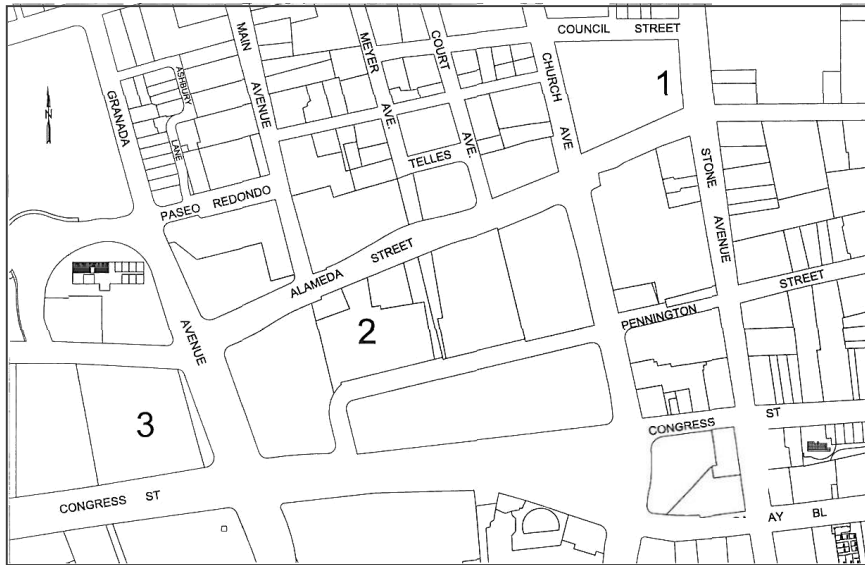 COUNCIL STREET
MAIN
AVENUE
MEYER
AVE.
COURT
AVE.
CHURCH
AVE
1
ASHBURY
LANE
GRANADA
AVENUE
N
STONE
AVENUE
TELLES
PASEO REDONDO
ALAMEDA STREET
PENNINGTON STREET
2
3
CONGRESS ST
CONGRESS ST
AY BL